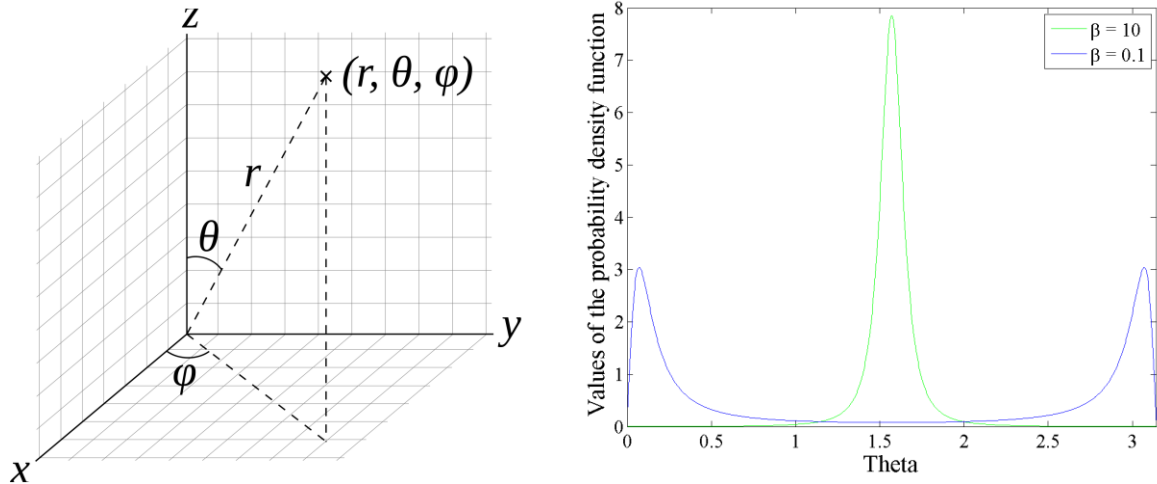 z
(r, θ, φ)
r
θ
y
φ
x
Values of the probability density function
8
7
6
5
4
3
2
1
0
β = 10
β = 0.1
0 0.5 1 1.5 2 2.5 3
Theta